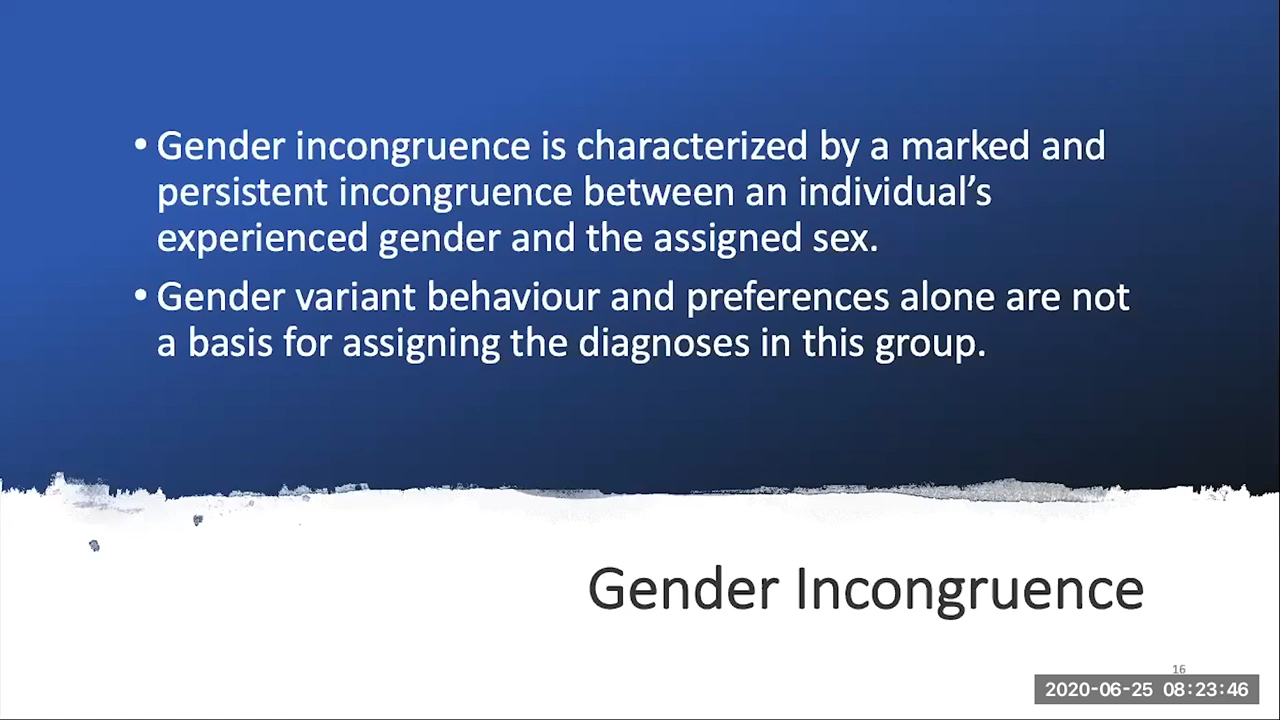 • Gender incongruence is characterized by a marked and
persistent incongruence between an individual’s
experienced gender and the assigned sex.
• Gender variant behaviour and preferences alone are not
a basis for assigning the diagnoses in this group.
Gender Incongruence
16
2020-06-25 08:23:46